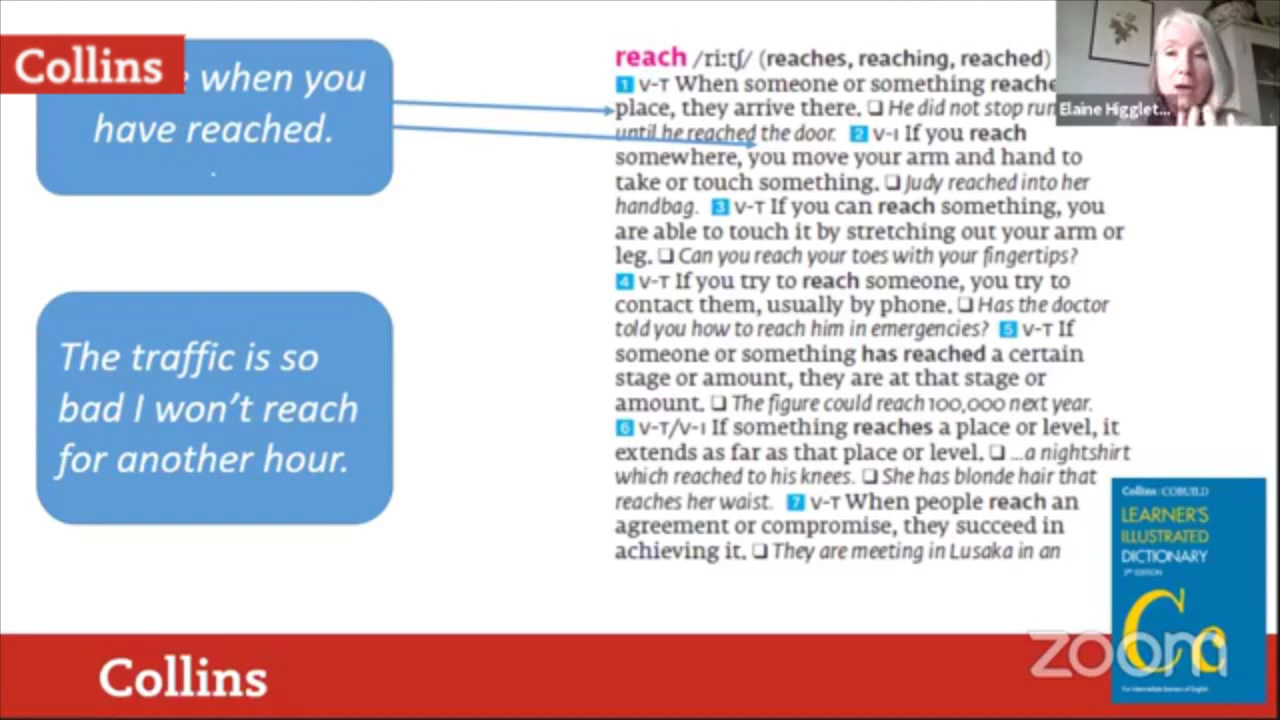 Collins
e when you
have reached.
.
The traffic is so
bad I won't reach
for another hour.
reach /riːtʃ/ (reaches, reaching, reached)
1 V-T When someone or something reache
place, they arrive there. ❑ He did not stop run
until he reached the door. 2 V-I If you reach
somewhere, you move your arm and hand to
take or touch something. ❑ Judy reached into her
handbag. 3 V-T If you can reach something, you
are able to touch it by stretching out your arm or
leg. ❑ Can you reach your toes with your fingertips?
4 V-T If you try to reach someone, you try to
contact them, usually by phone. ❑ Has the doctor
told you how to reach him in emergencies? 5 V-T If
someone or something has reached a certain
stage or amount, they are at that stage or
amount. ❑ The figure could reach 100,000 next year.
6 V-T/V-I If something reaches a place or level, it
extends as far as that place or level. ❑ ...a nightshirt
which reached to his knees. ❑ She has blonde hair that
reaches her waist. 7 V-T When people reach an
agreement or compromise, they succeed in
achieving it. ❑ They are meeting in Lusaka in an
Elaine Higglet...
Collins COBUILD
LEARNER'S
ILLUSTRATED
DICTIONARY
3RD EDITION
Co
For intermediate learners of English
zoom
Collins